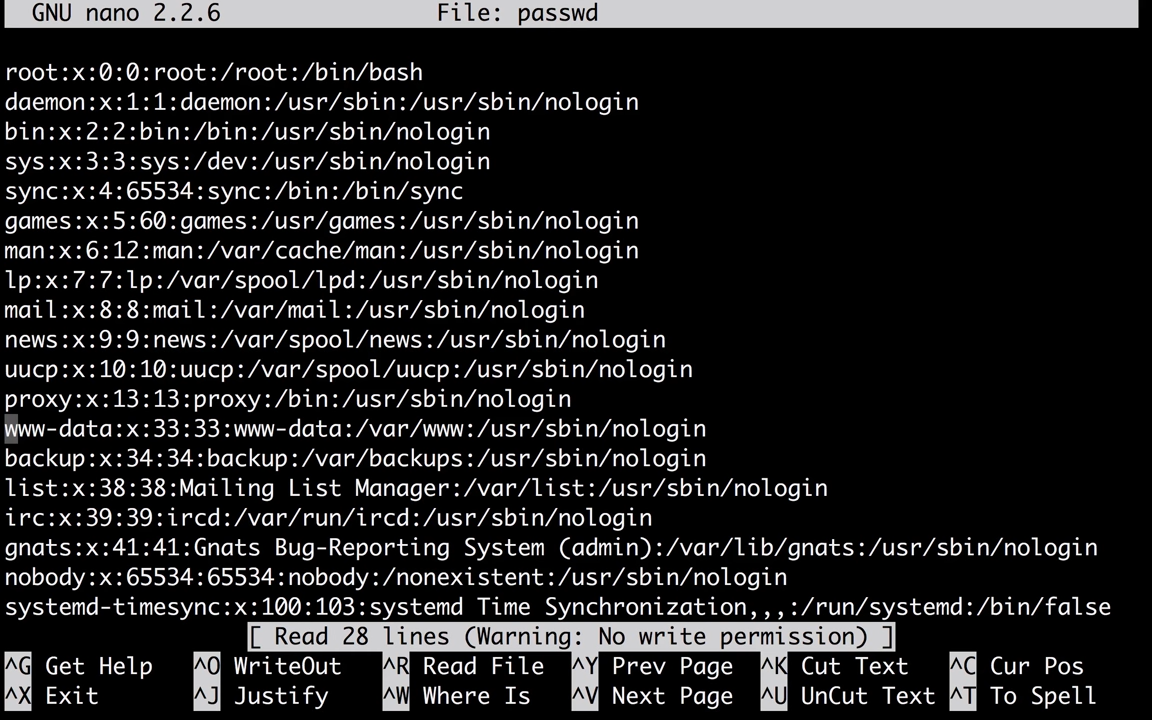 GNU nano 2.2.6 File: passwd
root:x:0:0:root:/root:/bin/bash
daemon:x:1:1:daemon:/usr/sbin:/usr/sbin/nologin
bin:x:2:2:bin:/bin:/usr/sbin/nologin
sys:x:3:3:sys:/dev:/usr/sbin/nologin
sync:x:4:65534:sync:/bin:/bin/sync
games:x:5:60:games:/usr/games:/usr/sbin/nologin
man:x:6:12:man:/var/cache/man:/usr/sbin/nologin
lp:x:7:7:lp:/var/spool/lpd:/usr/sbin/nologin
mail:x:8:8:mail:/var/mail:/usr/sbin/nologin
news:x:9:9:news:/var/spool/news:/usr/sbin/nologin
uucp:x:10:10:uucp:/var/spool/uucp:/usr/sbin/nologin
proxy:x:13:13:proxy:/bin:/usr/sbin/nologin
www-data:x:33:33:www-data:/var/www:/usr/sbin/nologin
backup:x:34:34:backup:/var/backups:/usr/sbin/nologin
list:x:38:38:Mailing List Manager:/var/list:/usr/sbin/nologin
irc:x:39:39:ircd:/var/run/ircd:/usr/sbin/nologin
gnats:x:41:41:Gnats Bug-Reporting System (admin):/var/lib/gnats:/usr/sbin/nologin
nobody:x:65534:65534:nobody:/nonexistent:/usr/sbin/nologin
systemd-timesync:x:100:103:systemd Time Synchronization,,,:/run/systemd:/bin/false
[ Read 28 lines (Warning: No write permission) ]
^G Get Help ^O WriteOut ^R Read File ^Y Prev Page ^K Cut Text ^C Cur Pos
^X Exit ^J Justify ^W Where Is ^V Next Page ^U UnCut Text ^T To Spell